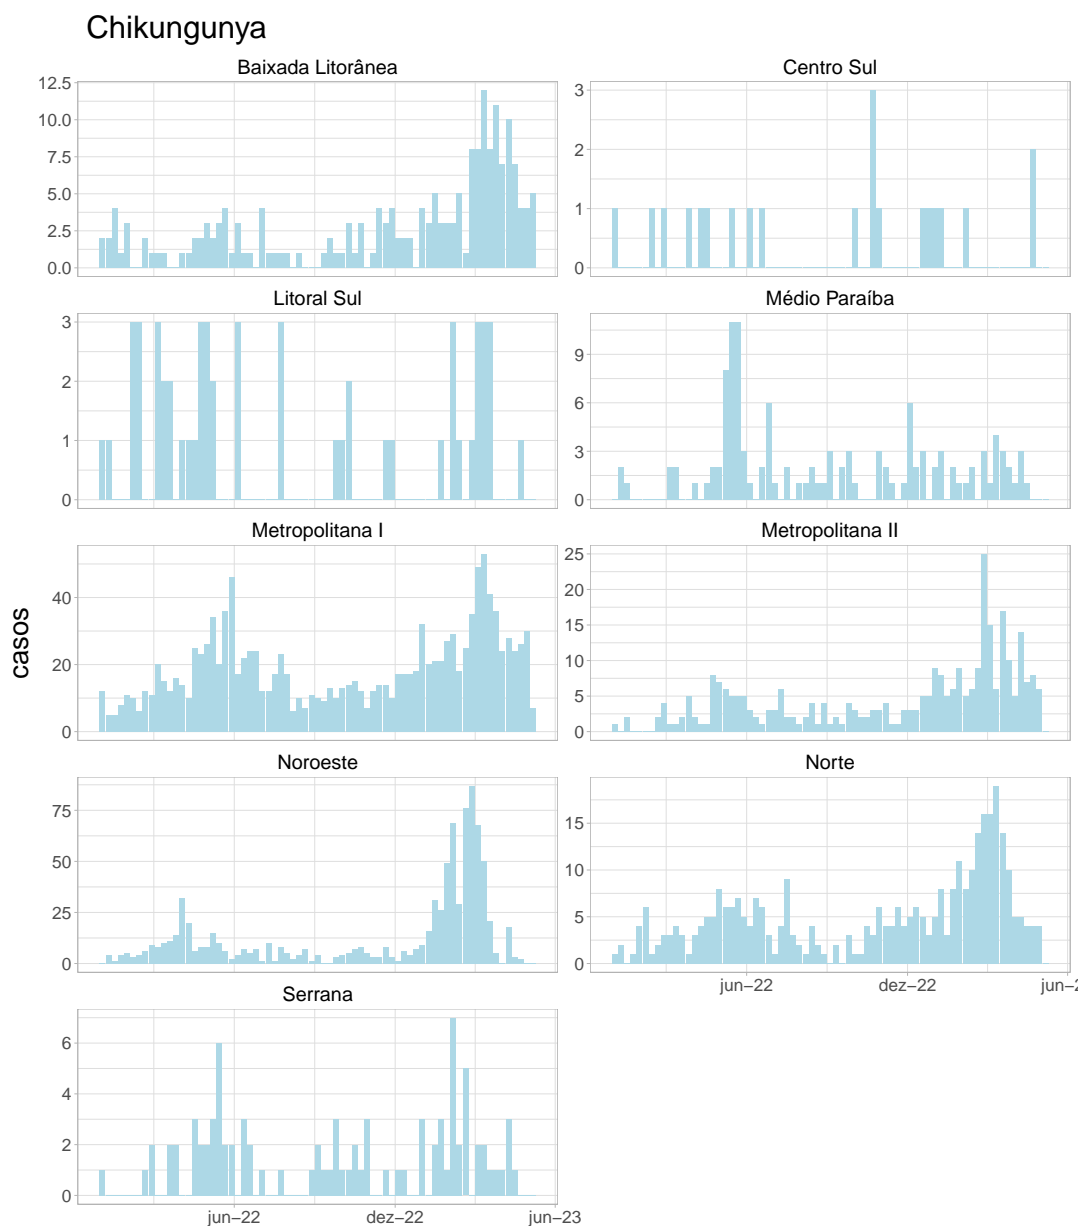 Chikungunya
Baixada Litorânea
Centro Sul
12.5
10.0
7.5
5.0
2.5
0.0
3
2
1
0
Litoral Sul
Médio Paraíba
3
2
1
0
9
6
3
0
Metropolitana I
Metropolitana II
casos
40
20
0
25
20
15
10
5
0
Noroeste
Norte
75
50
25
0
15
10
5
0
jun−22
dez−22
Serrana
6
4
2
0
jun−22
dez−22
jun−23